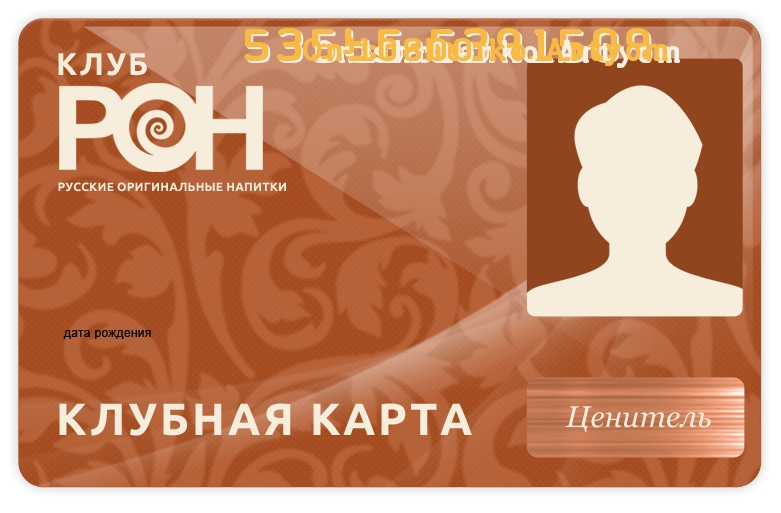 КЛУБ
РОН
РУССКИЕ ОРИГИНАЛЬНЫЕ НАПИТКИ
дата рождения
КЛУБНАЯ КАРТА
Ценитель